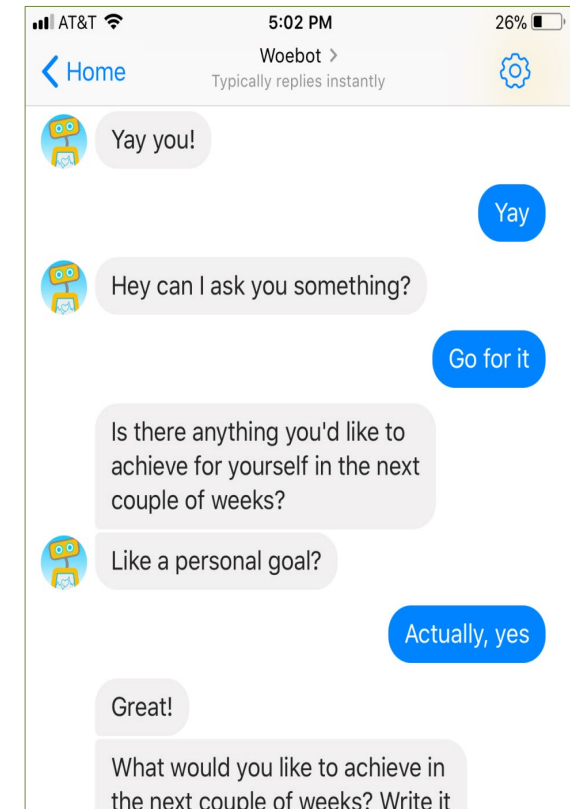 AT&T 5:02 PM 26%
Home Woebot >
Typically replies instantly
Yay you!
Yay
Hey can I ask you something?
Go for it
Is there anything you'd like to
achieve for yourself in the next
couple of weeks?
Like a personal goal?
Actually, yes
Great!
What would you like to achieve in
the next couple of weeks? Write it